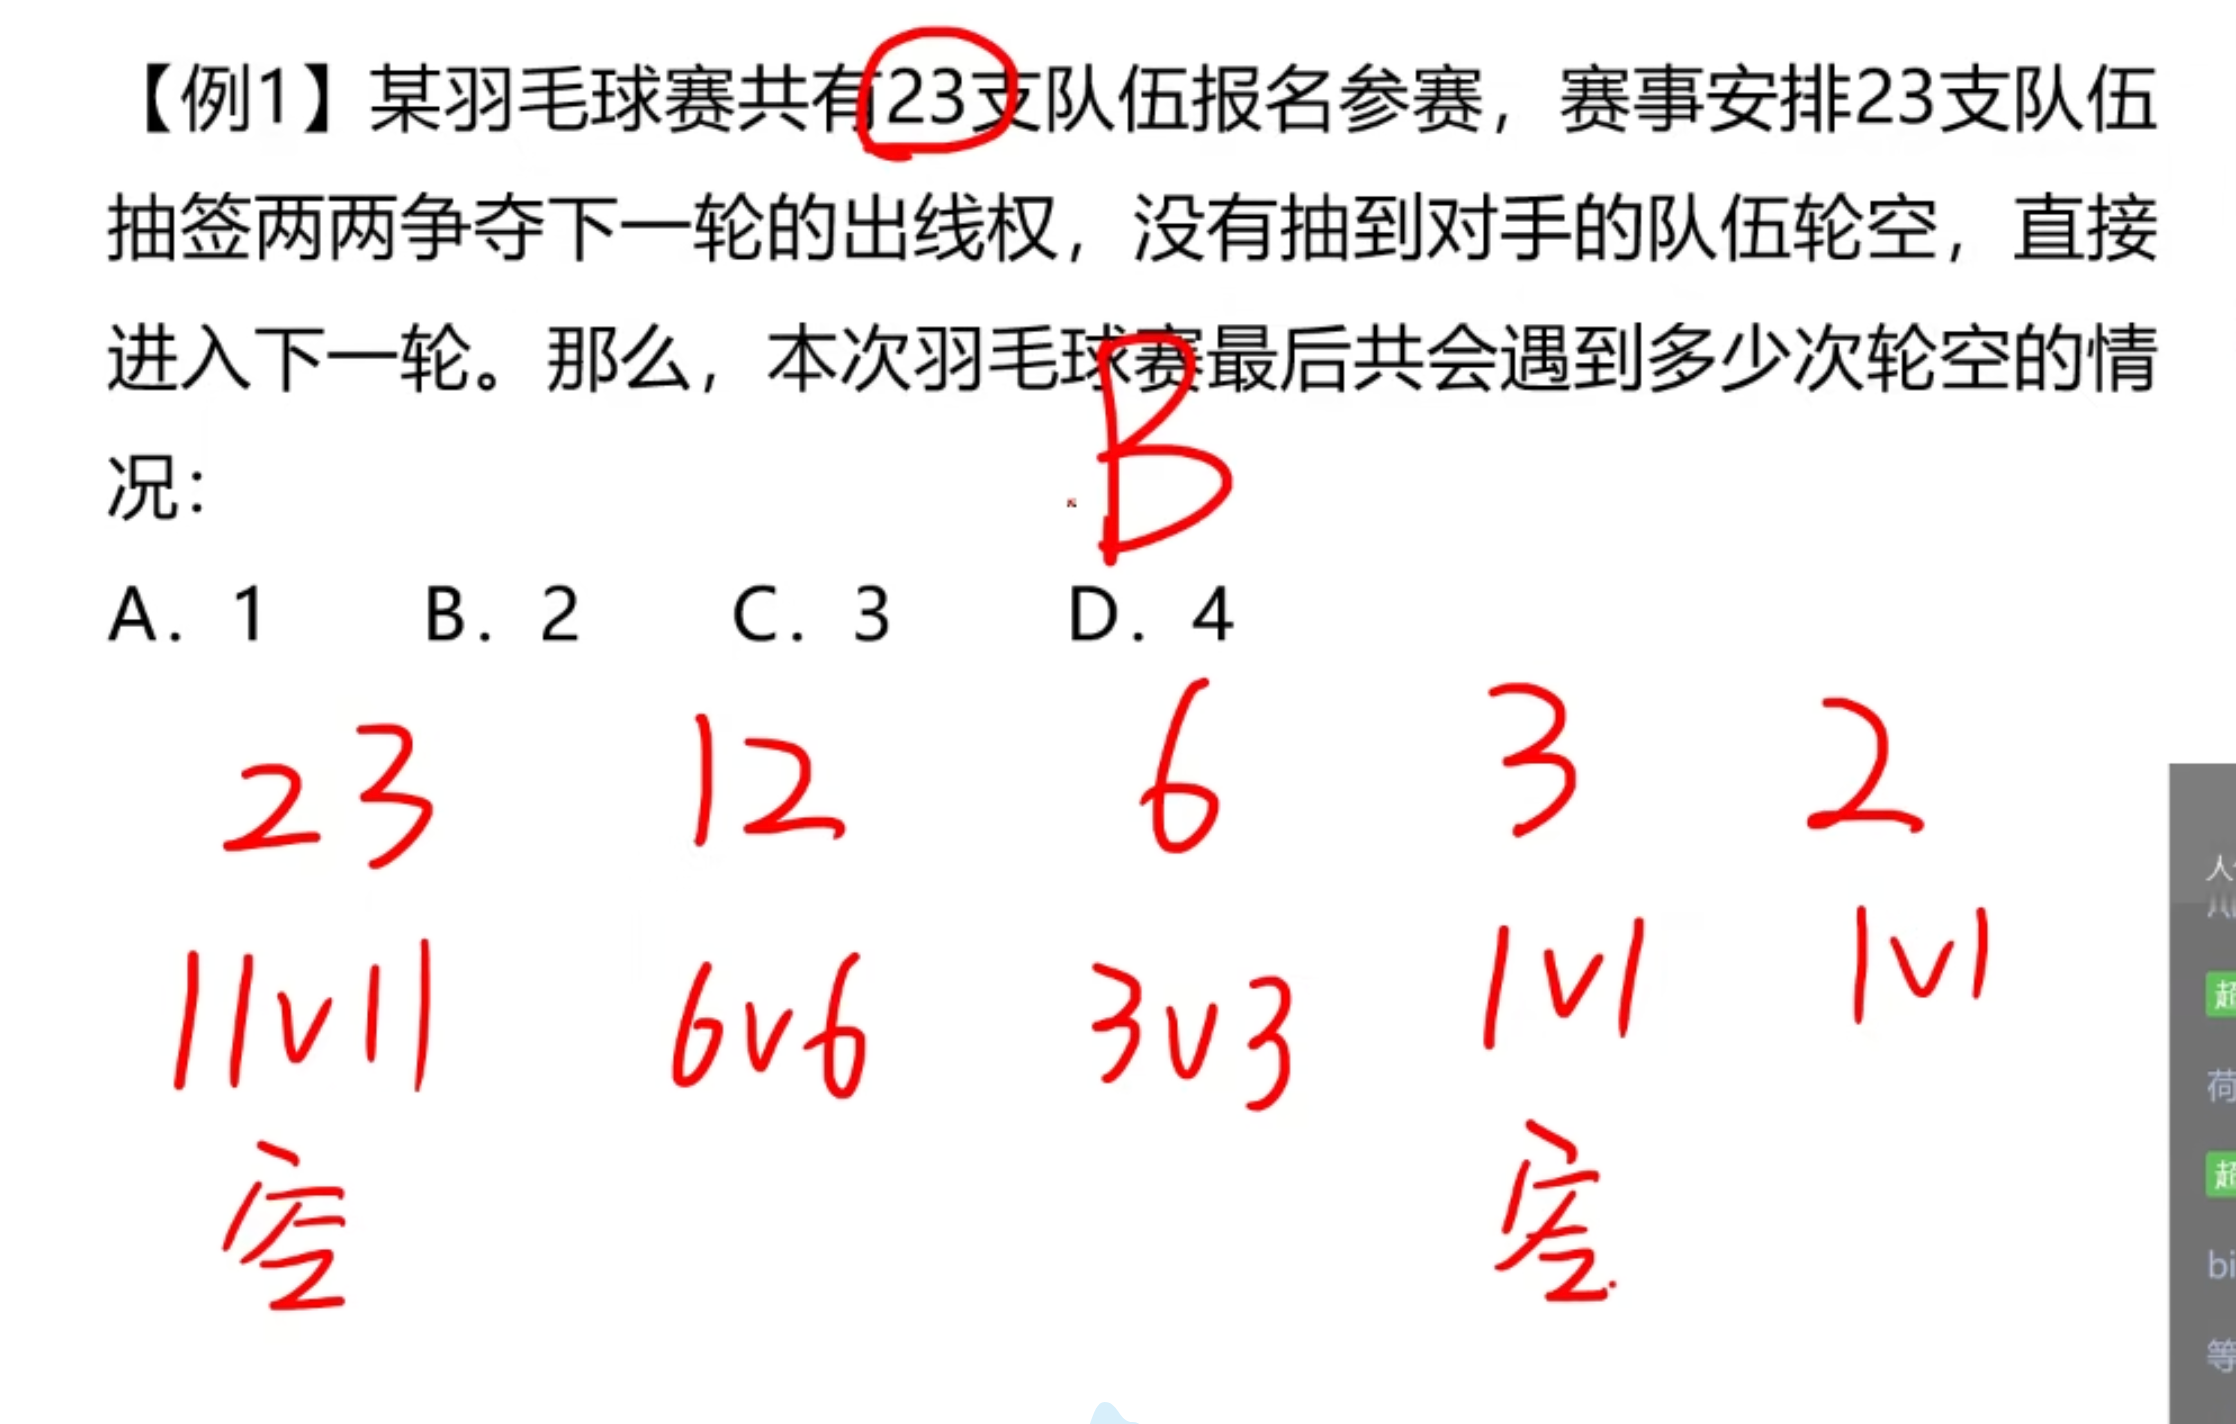 【例1】某羽毛球赛共有23支队伍报名参赛，赛事安排23支队伍
抽签两两争夺下一轮的出线权，没有抽到对手的队伍轮空，直接
进入下一轮。那么，本次羽毛球赛最后共会遇到多少次轮空的情
况：
B
A. 1 B. 2 C. 3 D. 4
23 12 6 3 2
11v11 6v6 3v3 1v1 1v1
空 空
超
荷
超
bi
等